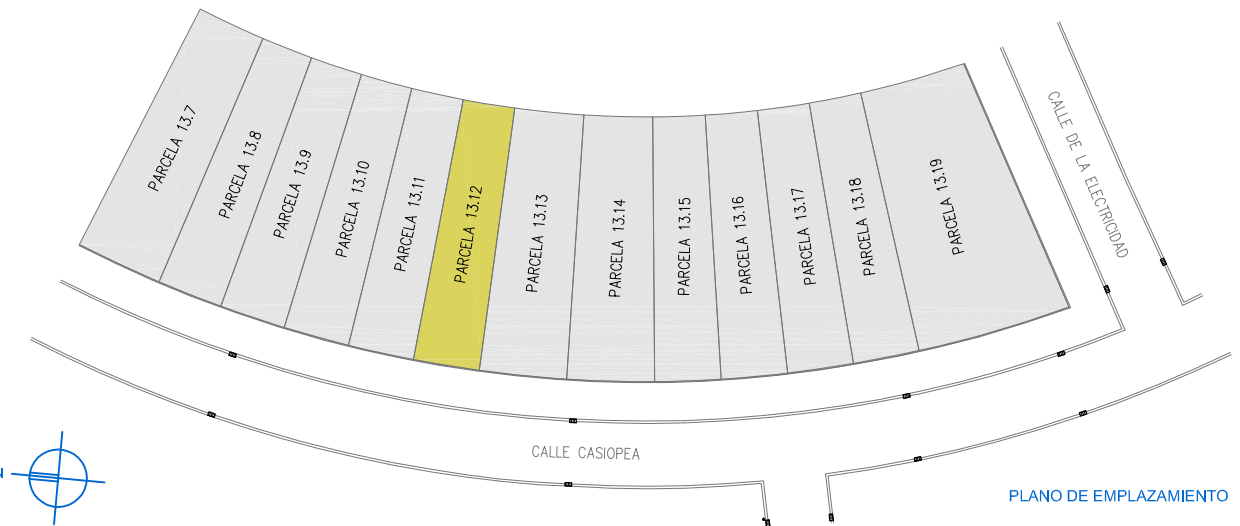 PARCELA 13.7
PARCELA 13.8
PARCELA 13.9
PARCELA 13.10
PARCELA 13.11
PARCELA 13.12
PARCELA 13.13
PARCELA 13.14
PARCELA 13.15
PARCELA 13.16
PARCELA 13.17
PARCELA 13.18
PARCELA 13.19
CALLE DE LA ELECTRICIDAD
CALLE CASIOPEA
N
PLANO DE EMPLAZAMIENTO